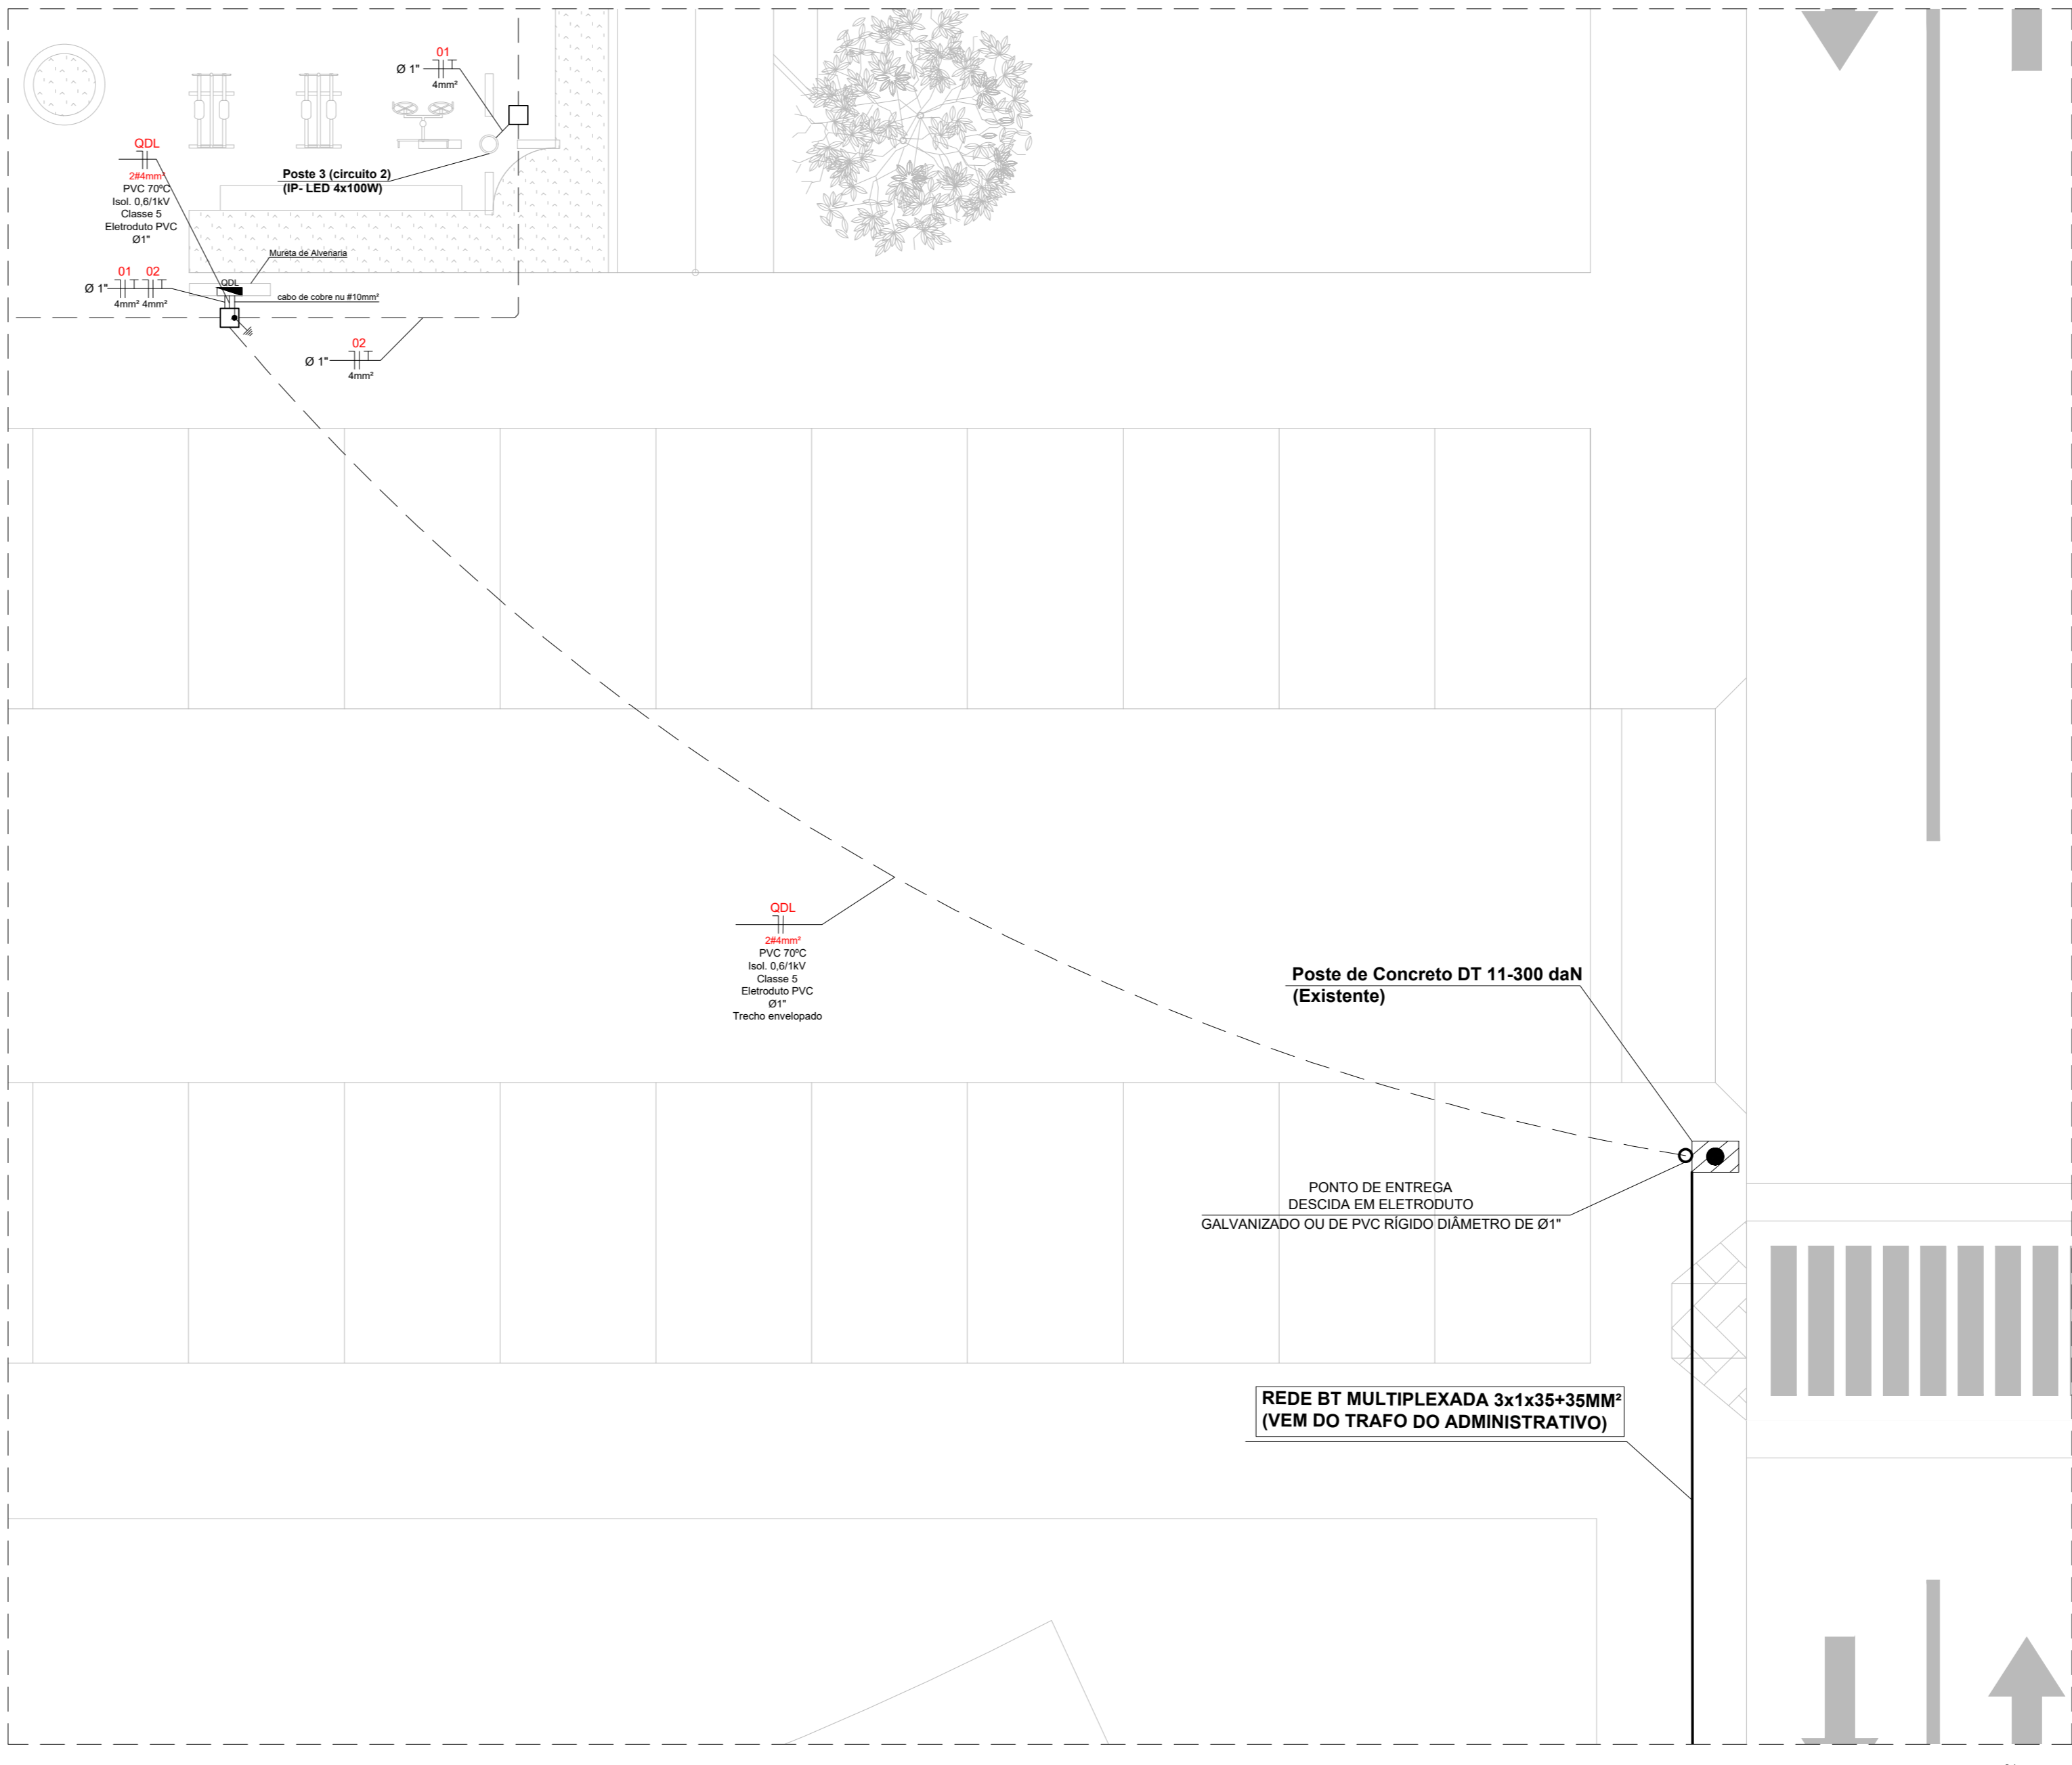 01
Ø 1"
4mm²
QDL
2#4mm²
PVC 70ºC
Isol. 0,6/1kV
Classe 5
Eletroduto PVC
Ø1"
Poste 3 (circuito 2)
(IP- LED 4x100W)
Mureta de Alvenaria
01 02
Ø 1"
4mm² 4mm²
QDL
cabo de cobre nu #10mm²
02
Ø 1"
4mm²
QDL
2#4mm²
PVC 70ºC
Isol. 0,6/1kV
Classe 5
Eletroduto PVC
Ø1"
Trecho envelopado
Poste de Concreto DT 11-300 daN
(Existente)
PONTO DE ENTREGA
DESCIDA EM ELETRODUTO
GALVANIZADO OU DE PVC RÍGIDO DIÂMETRO DE Ø1"
REDE BT MULTIPLEXADA 3x1x35+35MM²
(VEM DO TRAFO DO ADMINISTRATIVO)